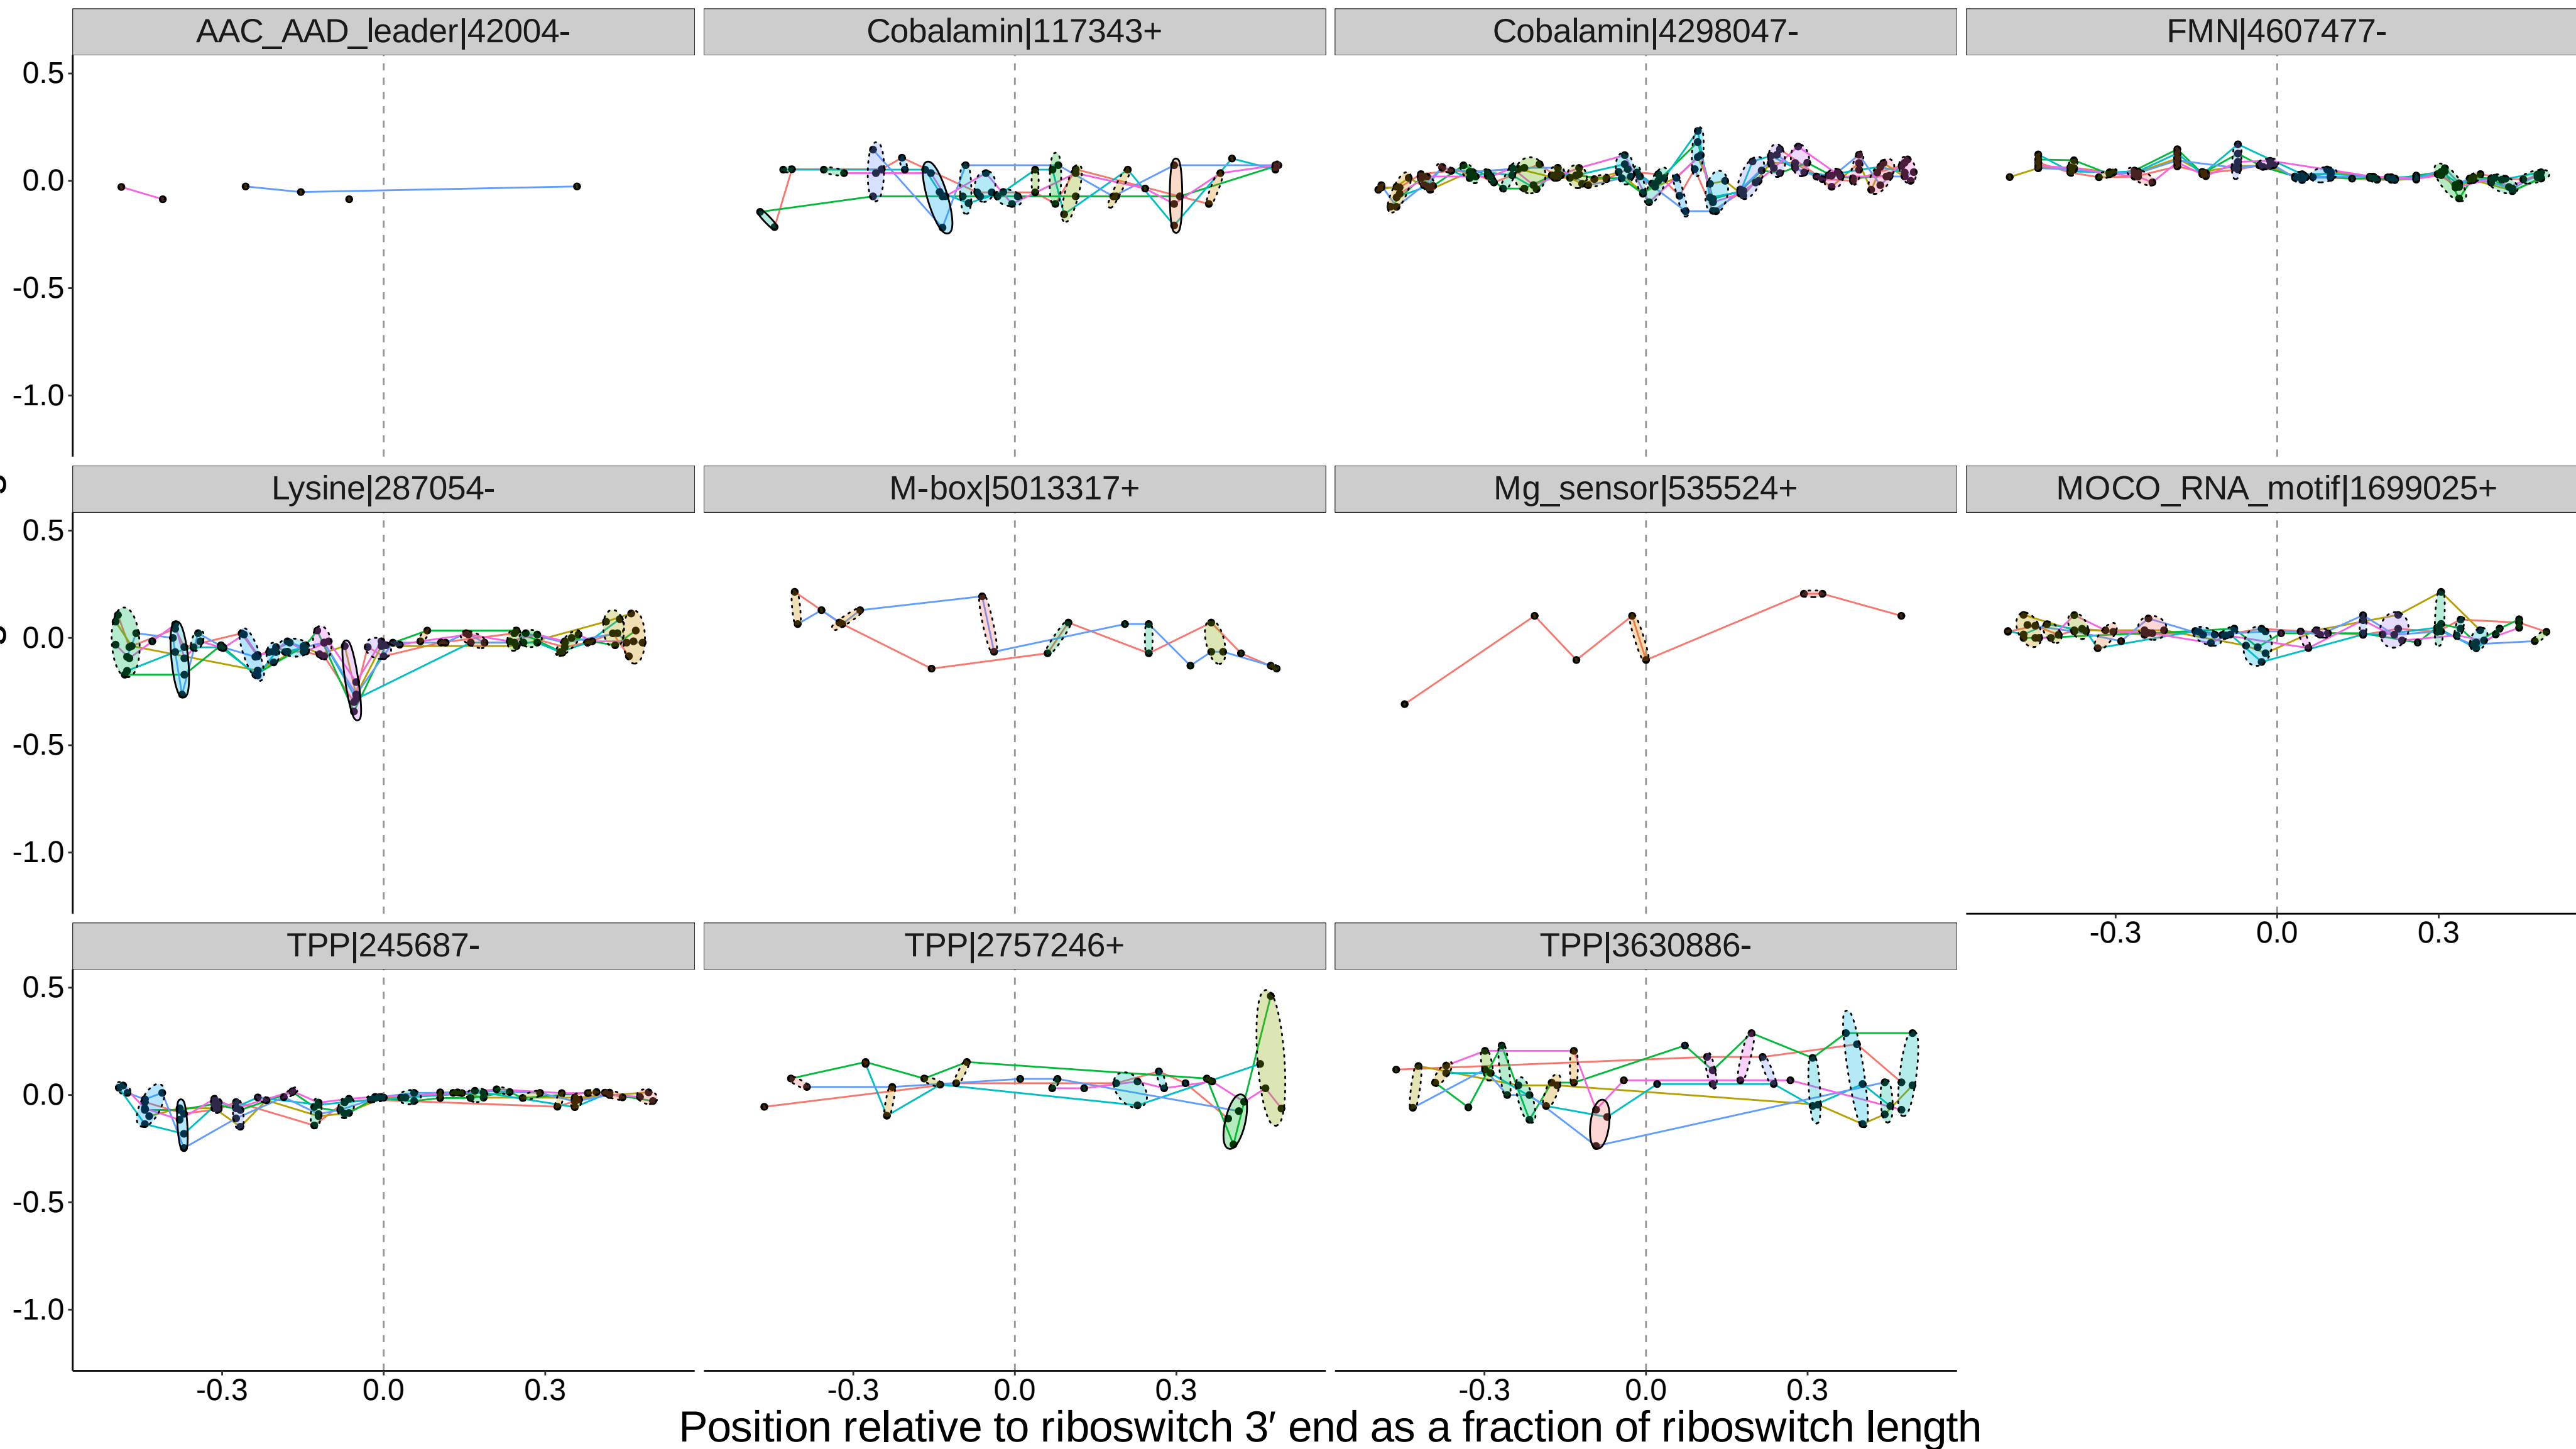 AAC_AAD_leader|42004- Cobalamin|117343+ Cobalamin|4298047- FMN|4607477-
0.5
0.0
-0.5
-1.0
Lysine|287054- M-box|5013317+ Mg_sensor|535524+ MOCO_RNA_motif|1699025+
0.5
0.0
-0.5
-1.0
-0.3 0.0 0.3
TPP|245687- TPP|2757246+ TPP|3630886-
0.5
0.0
-0.5
-1.0
-0.3 0.0 0.3 -0.3 0.0 0.3 -0.3 0.0 0.3
Position relative to riboswitch 3′ end as a fraction of riboswitch length